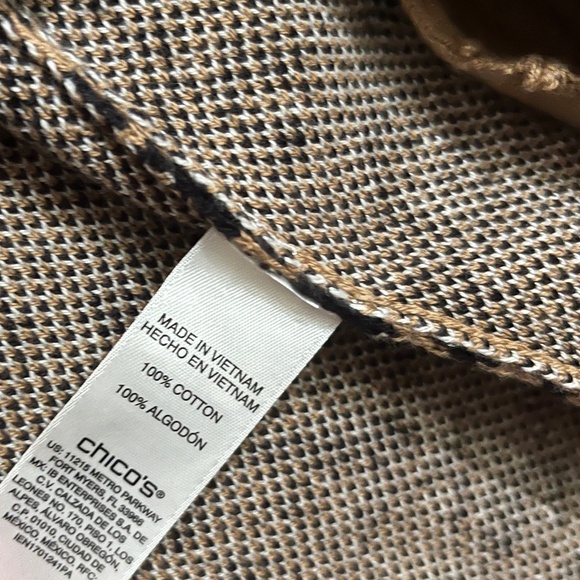 MADE IN VIETNAM
HECHO EN VIETNAM
100% COTTON
100% ALGODÓN
chico's®
US: 11215 METRO PARKWAY
FORT MYERS, FL 33966
MX: IB ENTERPRISES S.A. DE
C.V. CALZADA DE LOS
LEONES NO. 170, PISO 1, LOS
ALPES, ÁLVARO OBREGÓN,
C.P. 01010, CIUDAD DE
MÉXICO, MÉXICO, RFC:
IEN1701241PA